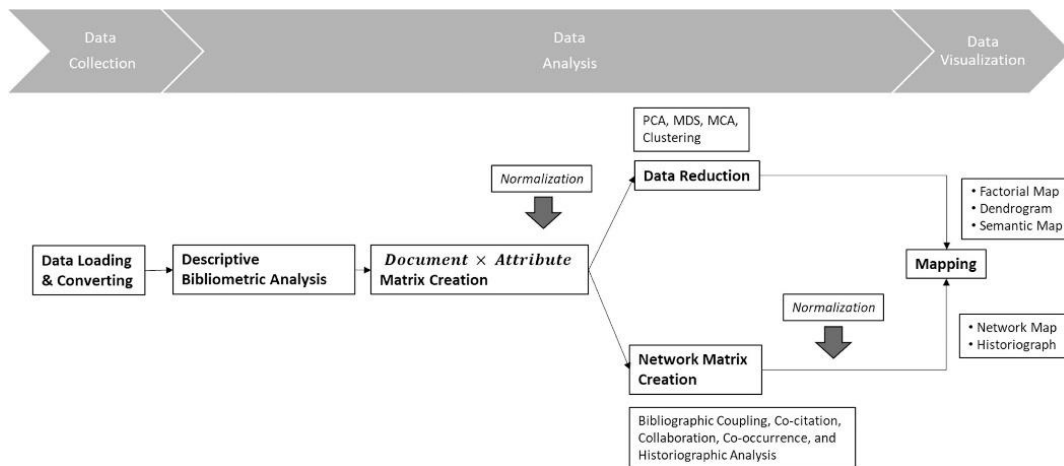 Data
Collection
Data
Analysis
Data
Visualization
PCA, MDS, MCA,
Clustering
Normalization
Data Reduction
• Factorial Map
• Dendrogram
• Semantic Map
Data Loading
& Converting
Descriptive
Bibliometric Analysis
Document × Attribute
Matrix Creation
Mapping
Normalization
• Network Map
• Historiograph
Network Matrix
Creation
Bibliographic Coupling, Co-citation,
Collaboration, Co-occurrence, and
Historiographic Analysis